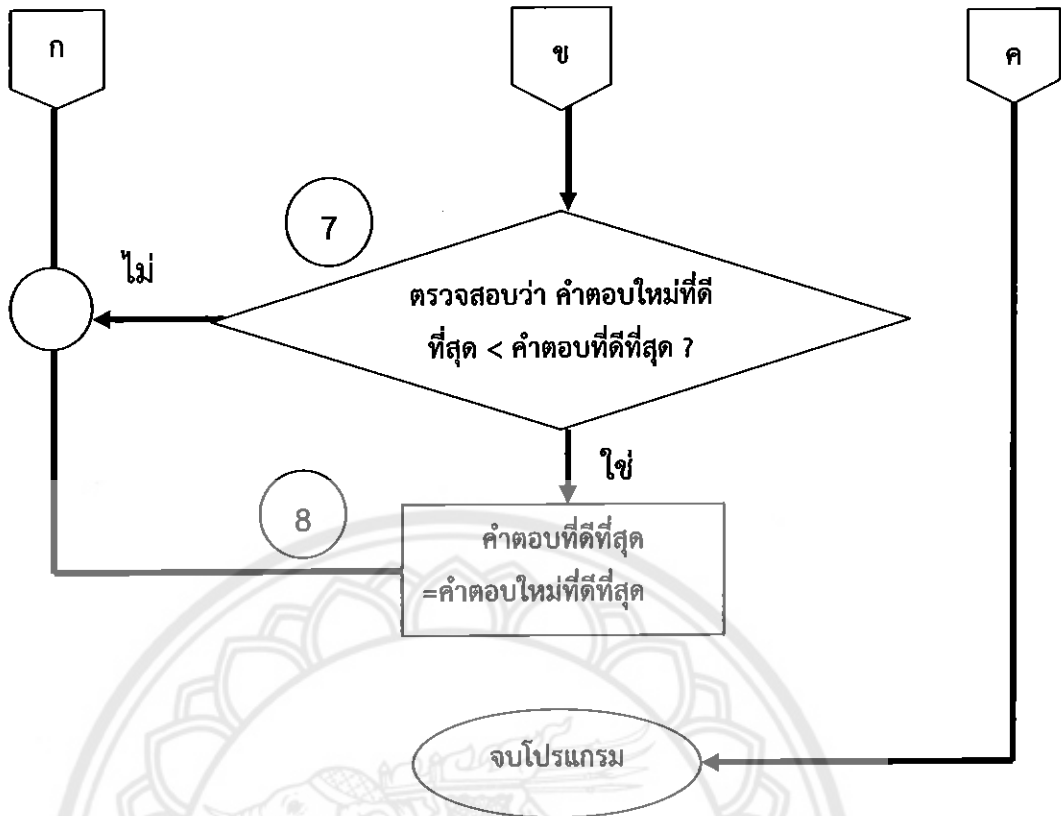 ก
ข
ค
7
ไม่
ตรวจสอบว่า คำตอบใหม่ที่ดี
ที่สุด < คำตอบที่ดีที่สุด ?
ใช่
8
คำตอบที่ดีที่สุด
=คำตอบใหม่ที่ดีที่สุด
จบโปรแกรม